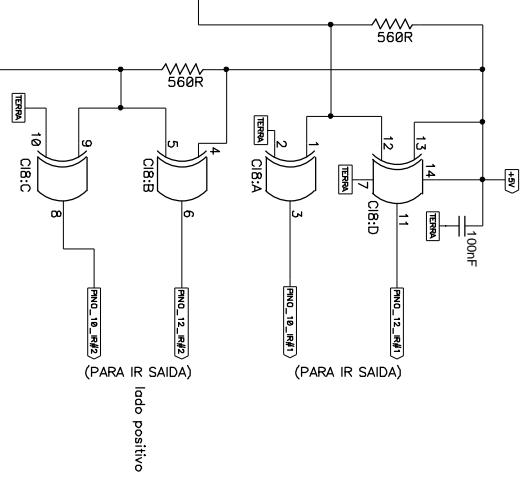 560R
560R
TERRA
10
9
CI8:C
8
5
4
CI8:B
6
TERRA
2
1
CI8:A
3
12
13
14
7
TERRA
CI8:D
11
+5V
TERRA
100nF
PINO_10_IR#2
PINO_12_IR#2
PINO_10_IR#1
PINO_12_IR#1
(PARA IR SAIDA)
(PARA IR SAIDA)
lado positivo